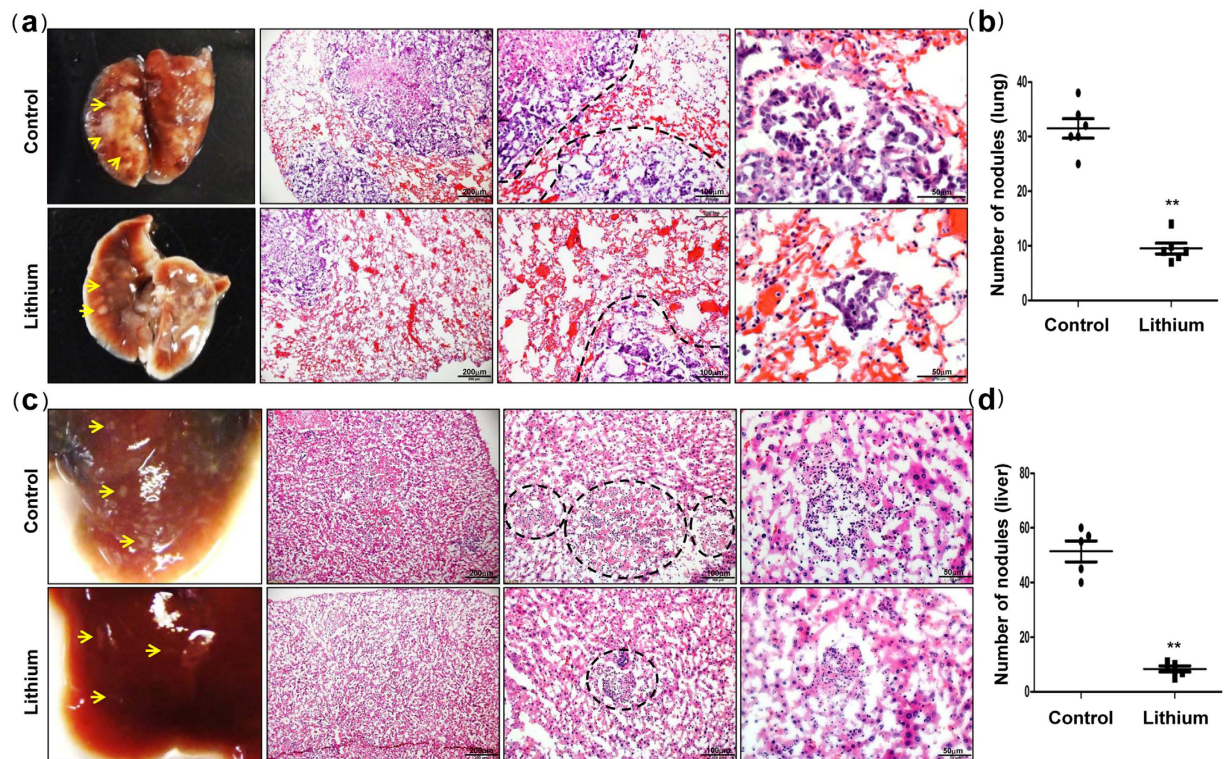 (a)
Control
200μm
100μm
50μm
Lithium
200μm
100μm
50μm
(b)
Number of nodules (lung)
40
30
20
10
0
**
Control
Lithium
(c)
Control
200μm
100μm
50μm
Lithium
200μm
100μm
50μm
(d)
Number of nodules (liver)
80
60
40
20
0
**
Control
Lithium